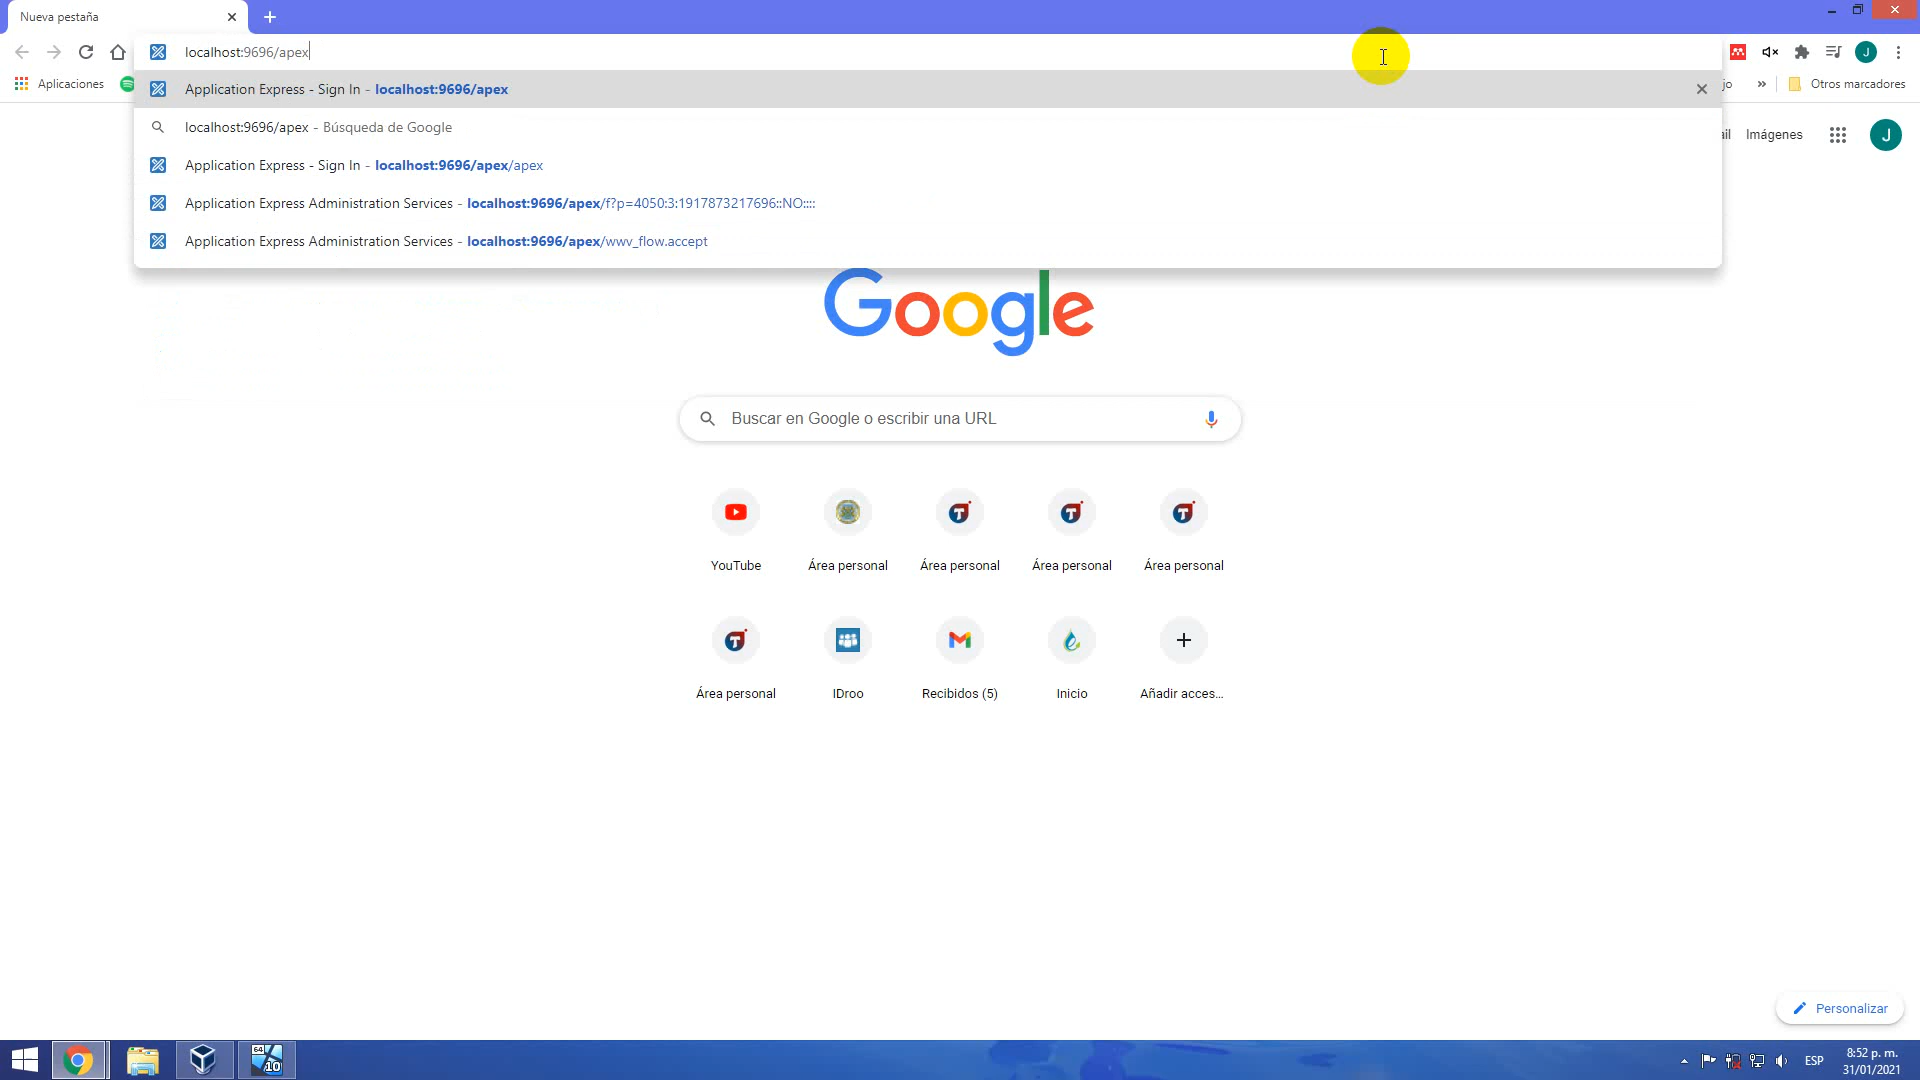 Nueva pestaña
localhost:9696/apex
Application Express - Sign In - localhost:9696/apex
localhost:9696/apex - Búsqueda de Google
Application Express - Sign In - localhost:9696/apex/apex
Application Express Administration Services - localhost:9696/apex/f?p=4050:3:1917873217696::NO::::
Application Express Administration Services - localhost:9696/apex/wwv_flow.accept
Aplicaciones
jo
»
Otros marcadores
ail
Imágenes
J
J
Google
Buscar en Google o escribir una URL
YouTube
Área personal
Área personal
Área personal
Área personal
Área personal
IDroo
Recibidos (5)
Inicio
Añadir acces...
Personalizar
64
10
ESP
8:52 p. m.
31/01/2021